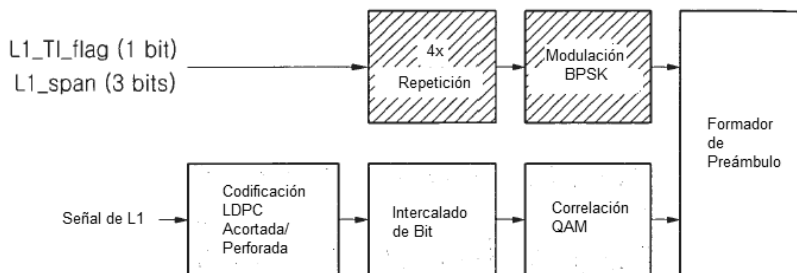 L1_TI_flag (1 bit)
L1_span (3 bits)
4x
Repetición
Modulación
BPSK
Formador
de
Preámbulo
Señal de L1
Codificación
LDPC
Acortada/
Perforada
Intercalado
de Bit
Correlación
QAM